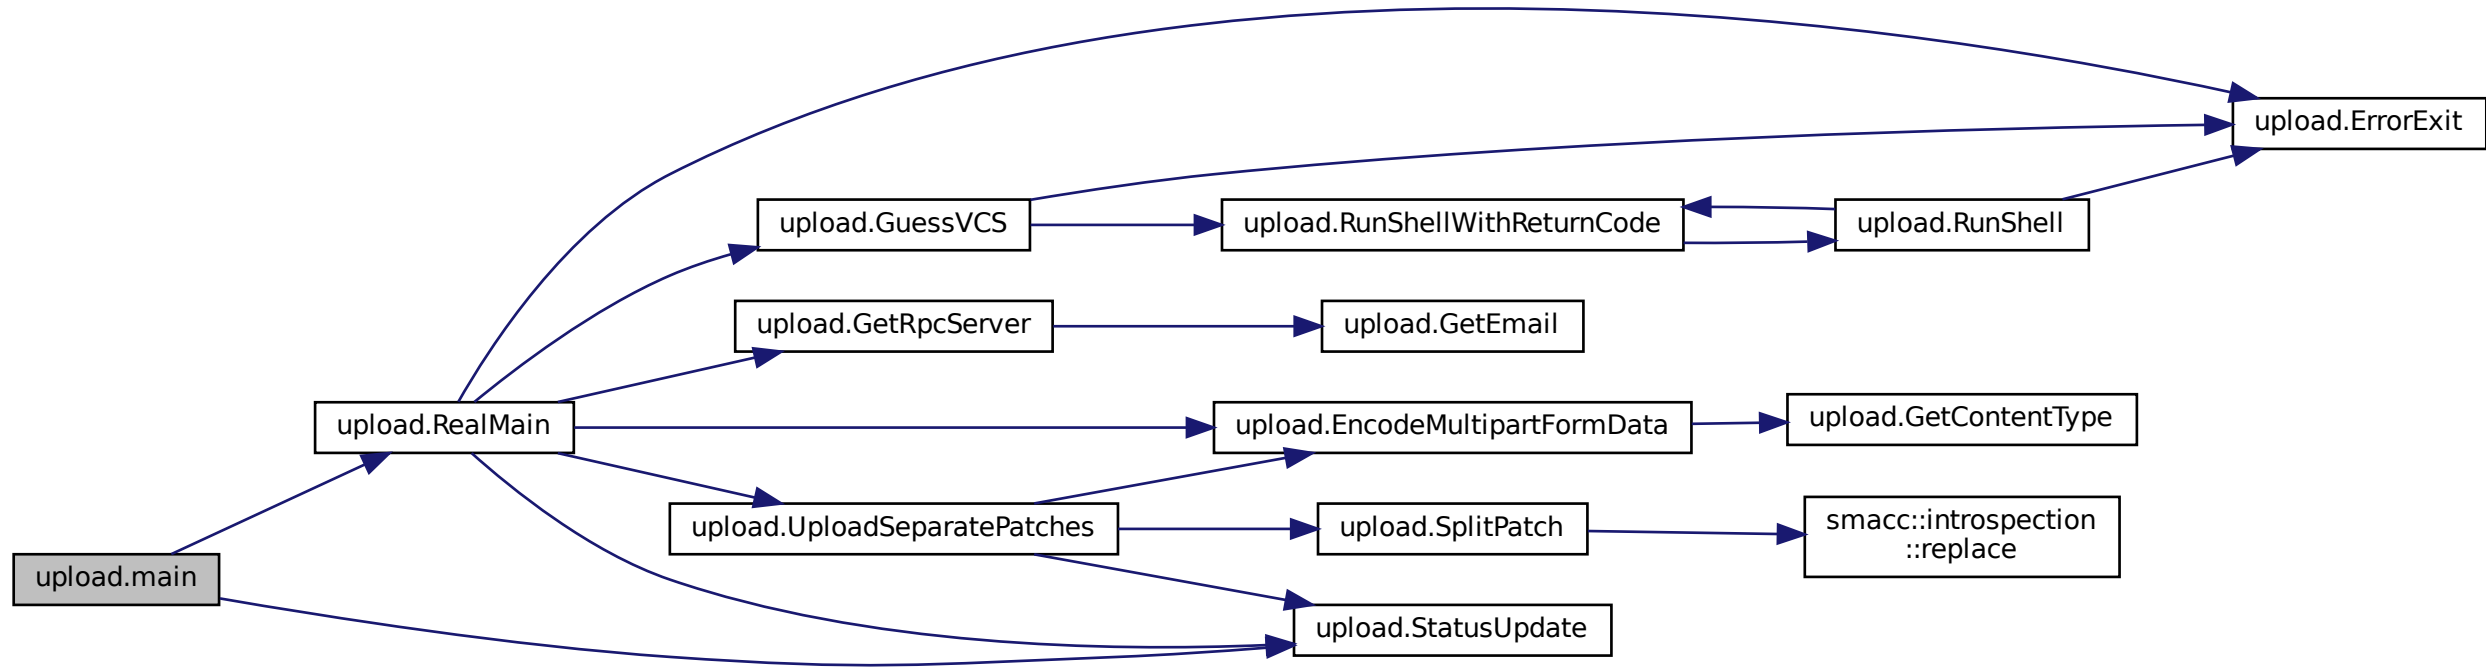 upload.ErrorExit
upload.GuessVCS
upload.RunShellWithReturnCode
upload.RunShell
upload.GetRpcServer
upload.GetEmail
upload.RealMain
upload.EncodeMultipartFormData
upload.GetContentType
upload.UploadSeparatePatches
upload.SplitPatch
smacc::introspection
::replace
upload.main
upload.StatusUpdate